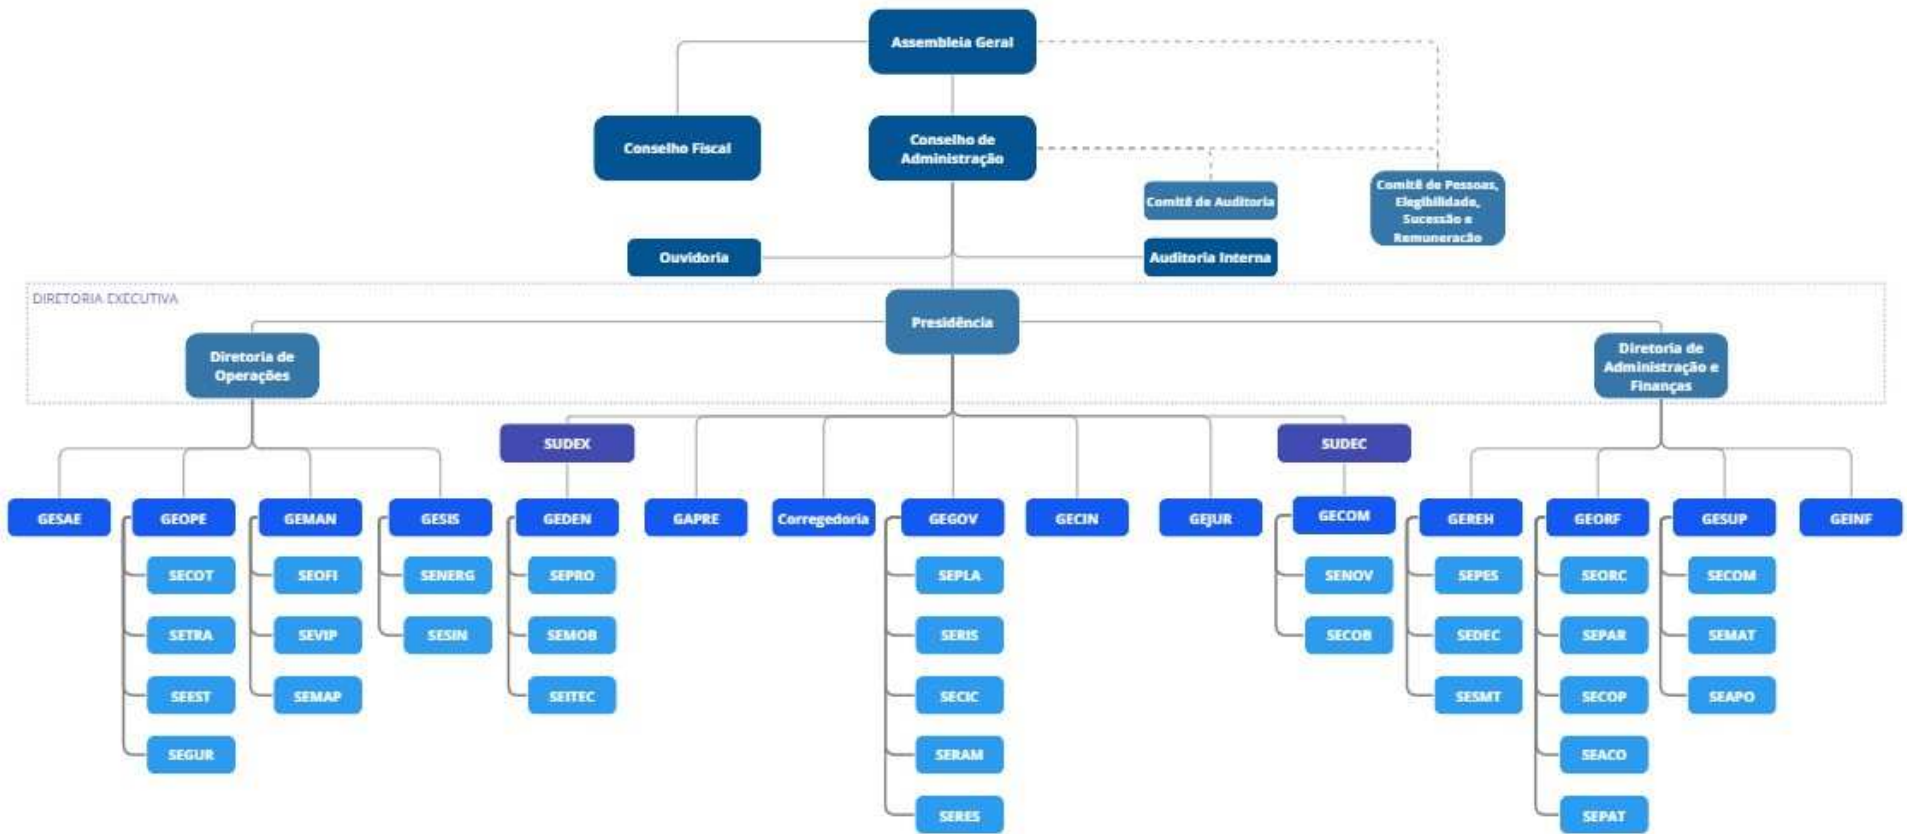 Assembleia Geral
Conselho Fiscal
Conselho de
Administração
Comitê de Auditoria
Comitê de Pessoas,
Elegibilidade,
Sucessão e
Remuneração
Ouvidoria
Auditoria Interna
DIRETORIA EXECUTIVA
Presidência
Diretoria de
Operações
Diretoria de
Administração e
Finanças
SUDEX
SUDEC
GESAE
GEOPE
GEMAN
GESIS
GEDEN
GAPRE
Corregedoria
GEGOV
GECIN
GEJUR
GECOM
GEREH
GEORF
GESUP
GEINF
SECOT
SEOFI
SENERG
SEPRO
SEPLA
SENOV
SEPES
SEORC
SECOM
SETRA
SEVIP
SESIN
SEMOB
SERIS
SECOB
SEDEC
SEPAR
SEMAT
SEEST
SEMAP
SEITEC
SECIC
SESMT
SECOP
SEAPO
SEGUR
SERAM
SEACO
SERES
SEPAT